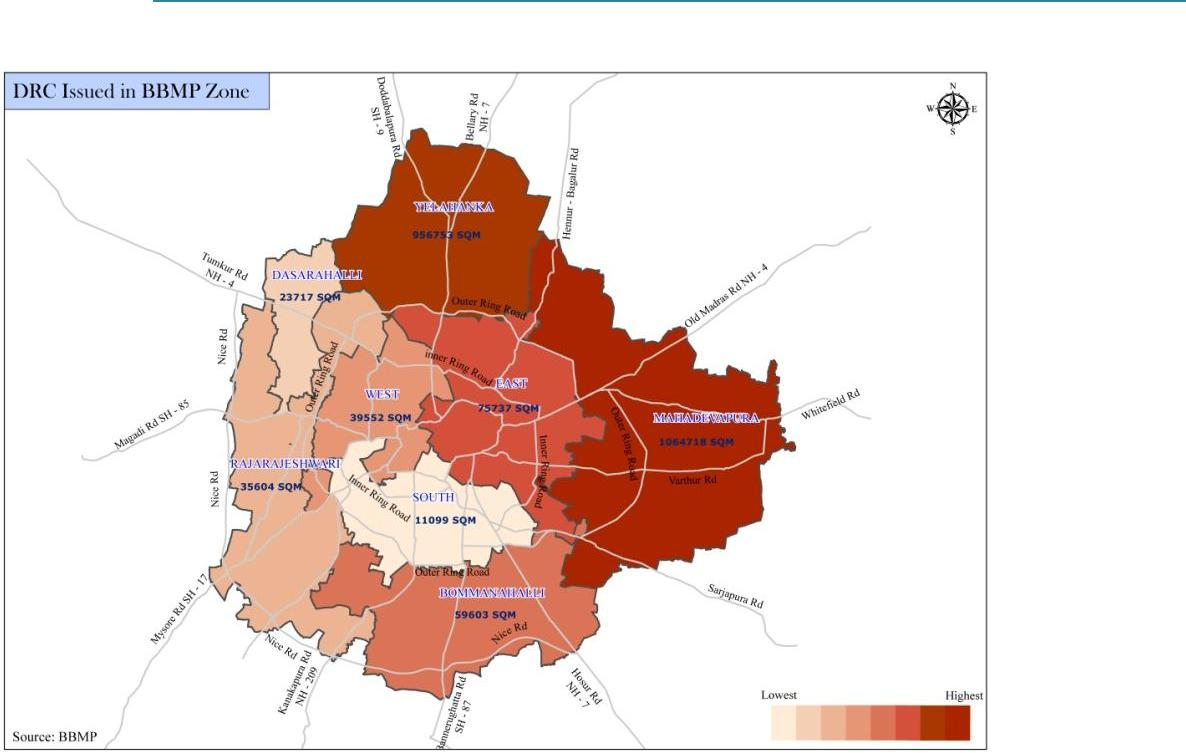 DRC Issued in BBMP Zone
N
W E
S
Doddabalapura Rd
SH - 9
Bellary Rd
NH - 7
Hennur - Bagalur Rd
YELAHANKA
956753 SQM
Tumkur Rd
NH - 4
DASARAHALLI
23717 SQM
Old Madras Rd NH - 4
Outer Ring Road
Nice Rd
Outer Ring Road
inner Ring Road
EAST
75737 SQM
WEST
39552 SQM
Magadi Rd SH - 85
MAHADEVAPURA
1064718 SQM
Whitefield Rd
Outer Ring Road
Inner Ring Road
Varthur Rd
RAJARAJESHWARI
35604 SQM
Nice Rd
Inner Ring Road
SOUTH
11099 SQM
Outer Ring Road
BOMMANAHALLI
59603 SQM
Nice Rd
Mysore Rd SH - 17
Sarjapura Rd
Nice Rd
Kanakapura Rd
NH - 209
Bannerughatta Rd
SH - 87
Hosur Rd
NH - 7
Lowest Highest
Source: BBMP